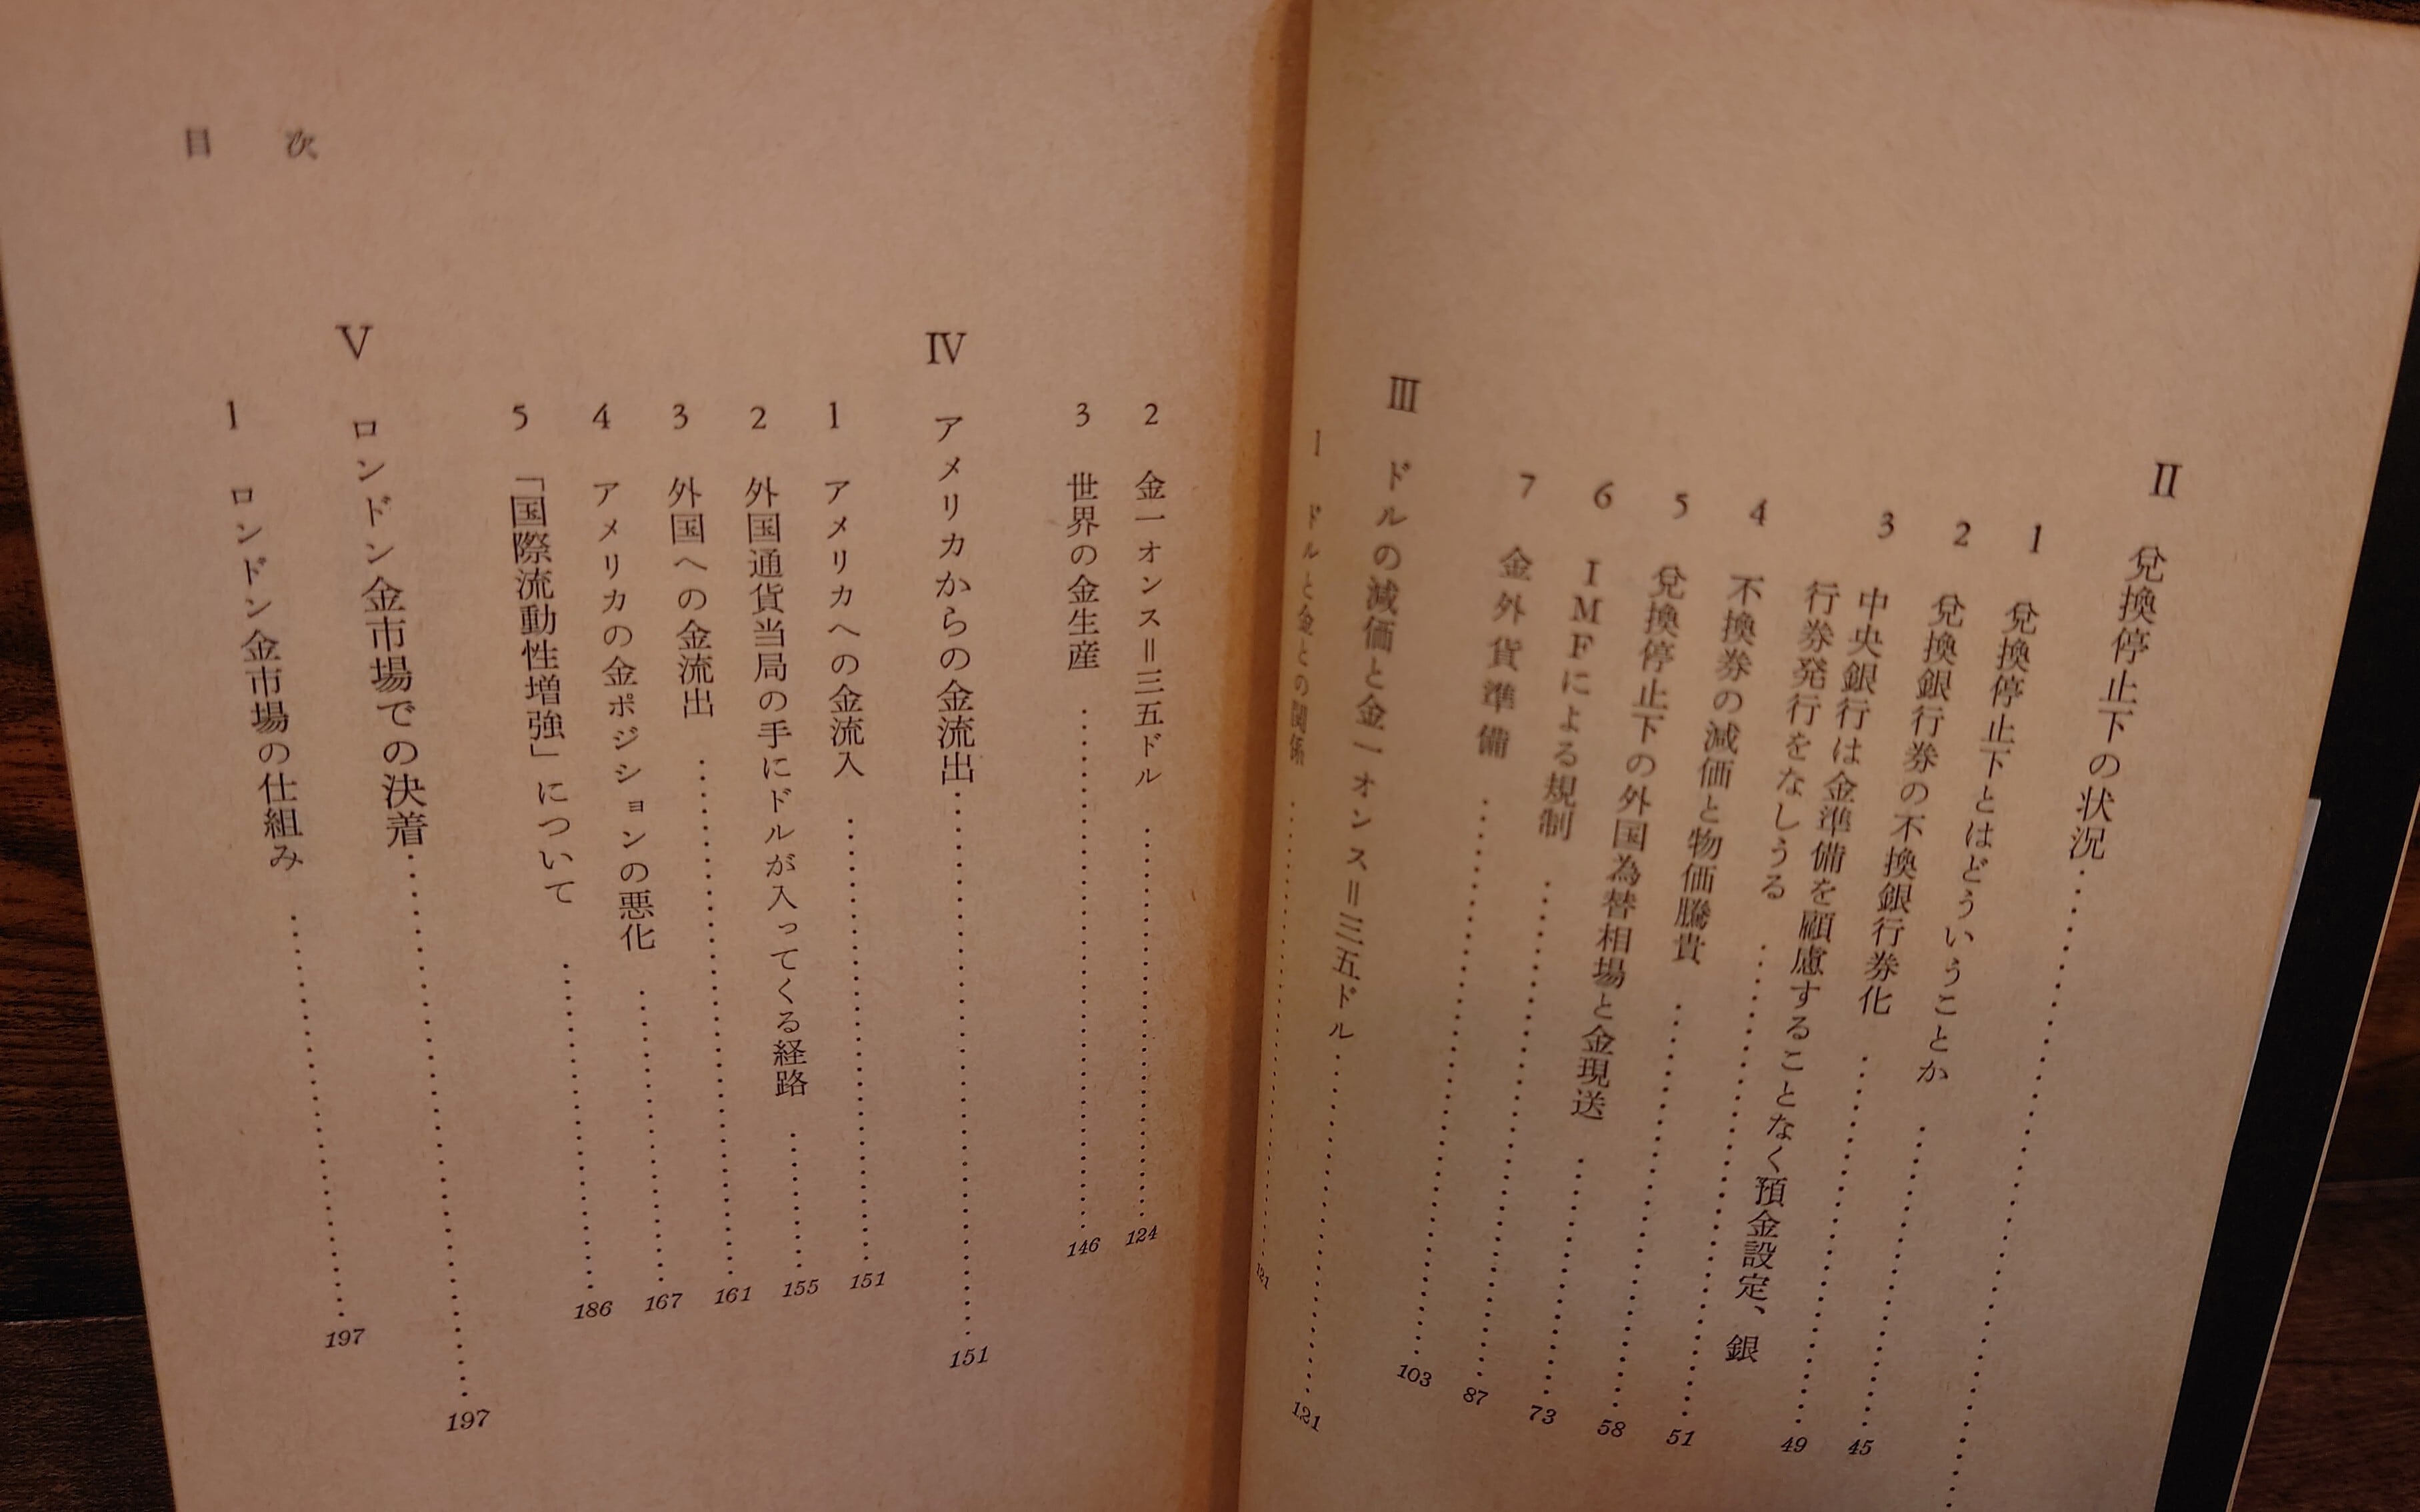 II 兌換停止下の状況
1 兌換停止下とはどういうことか 45
2 兌換銀行券の不換銀行券化 49
3 中央銀行は金準備を顧慮することなく預金設定、銀
行券発行をなしうる 51
4 不換券の減価と物価騰貴 58
5 兌換停止下の外国為替相場と金現送 73
6 IMFによる規制 87
7 金外貨準備 103
III ドルの減価と金一オンス＝三五ドル 121
1 ドルと金との関係 121
目次
2 金一オンス＝三五ドル 124
3 世界の金生産 146
IV アメリカからの金流出 151
1 アメリカへの金流入 151
2 外国通貨当局の手にドルが入ってくる経路 155
3 外国への金流出 161
4 アメリカの金ポジションの悪化 167
5 「国際流動性増強」について 186
V ロンドン金市場での決着 197
1 ロンドン金市場の仕組み 197